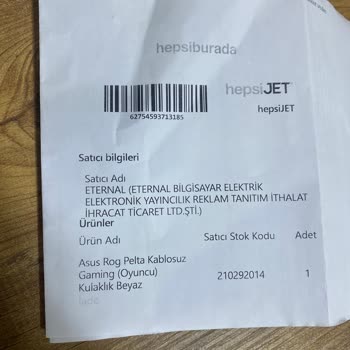 hepsiburada
hepsiJET
hepsiJET
62754593713185
Satıcı bilgileri
Satıcı Adı
ETERNAL (ETERNAL BİLGİSAYAR ELEKTRİK
ELEKTRONİK YAYINCILIK REKLAM TANITIM İTHALAT
İHRACAT TİCARET LTD.ŞTİ.)
Ürünler
Ürün Adı Satıcı Stok Kodu Adet
Asus Rog Pelta Kablosuz
Gaming (Oyuncu) 210292014 1
Kulaklık Beyaz
İade